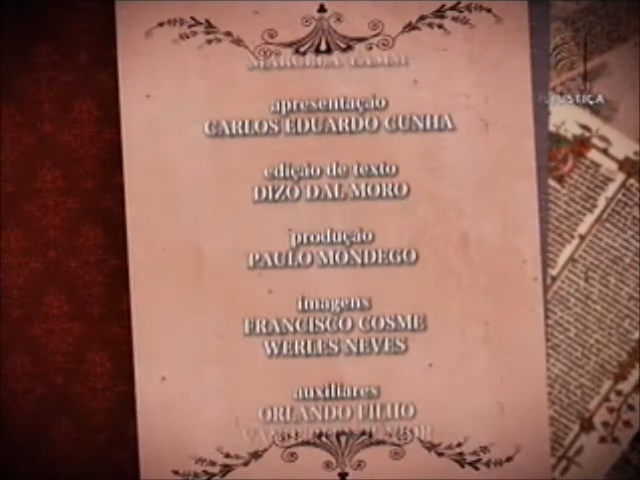 apresentação
CARLOS EDUARDO CUNHA
edição de texto
DIZO DAL MORO
produção
PAULO MONDEGO
imagens
FRANCISCO COSME
WERLES NEVES
auxiliares
ORLANDO FILHO